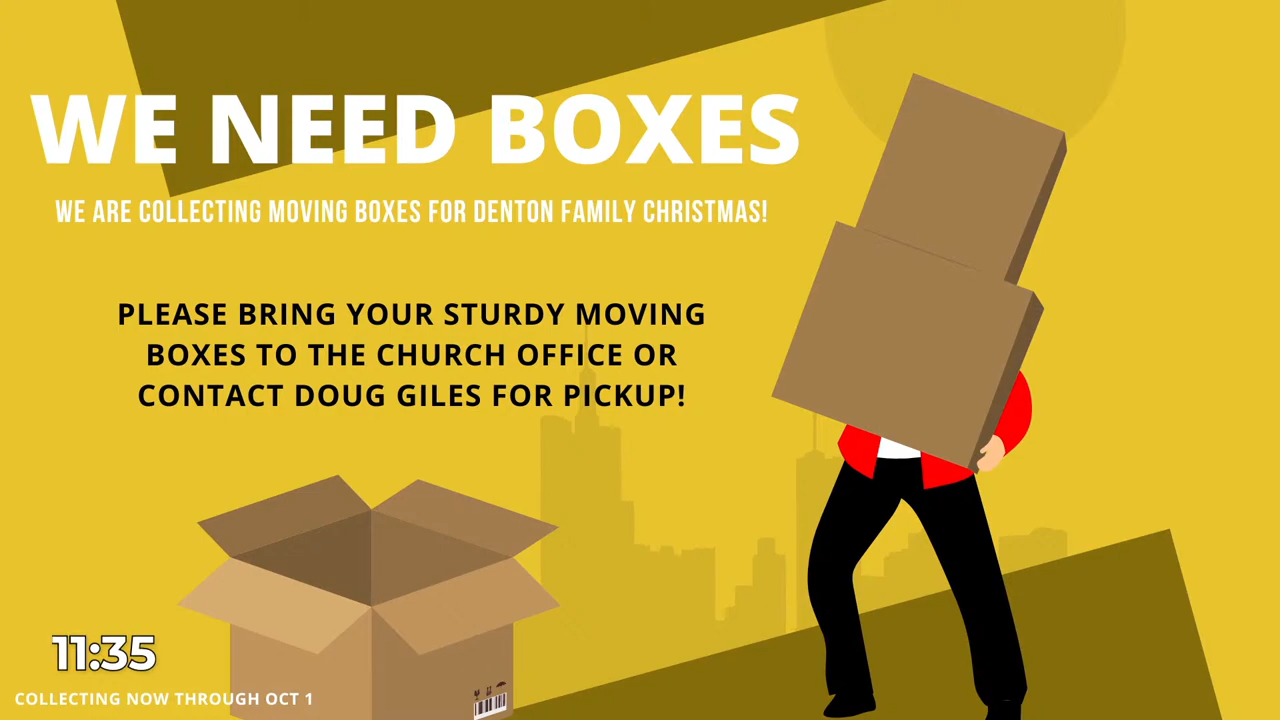 WE NEED BOXES
WE ARE COLLECTING MOVING BOXES FOR DENTON FAMILY CHRISTMAS!
PLEASE BRING YOUR STURDY MOVING
BOXES TO THE CHURCH OFFICE OR
CONTACT DOUG GILES FOR PICKUP!
11:35
COLLECTING NOW THROUGH OCT 1